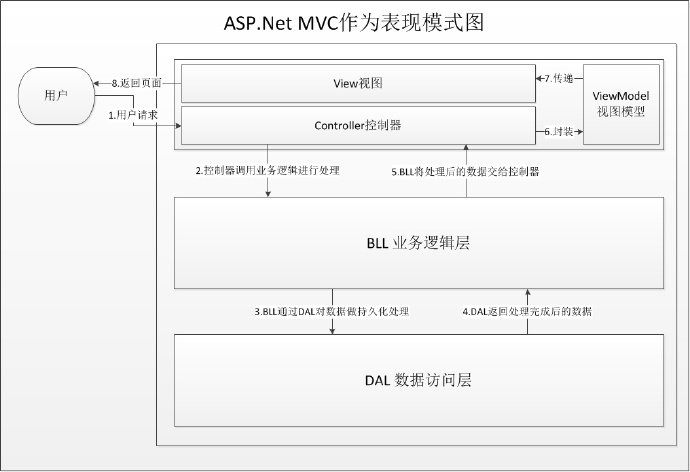 ASP.Net MVC作为表现模式图
用户
8.返回页面
1.用户请求
View视图
Controller控制器
7.传递
6.封装
ViewModel
视图模型
2.控制器调用业务逻辑进行处理
5.BLL将处理后的数据交给控制器
BLL 业务逻辑层
3.BLL通过DAL对数据做持久化处理
4.DAL返回处理完成后的数据
DAL 数据访问层